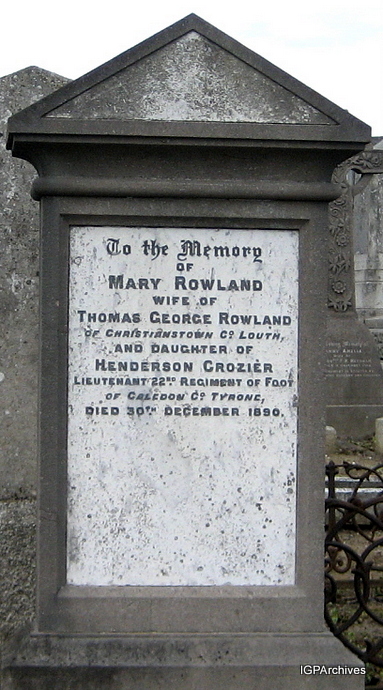 To the Memory
OF
MARY ROWLAND
WIFE OF
THOMAS GEORGE ROWLAND
OF CHRISTIANSTOWN Co LOUTH,
AND DAUGHTER OF
HENDERSON CROZIER
LIEUTENANT 22ND REGIMENT OF FOOT
OF CALEDON Co TYRONE,
DIED 30TH DECEMBER 1890.
IGPArchives